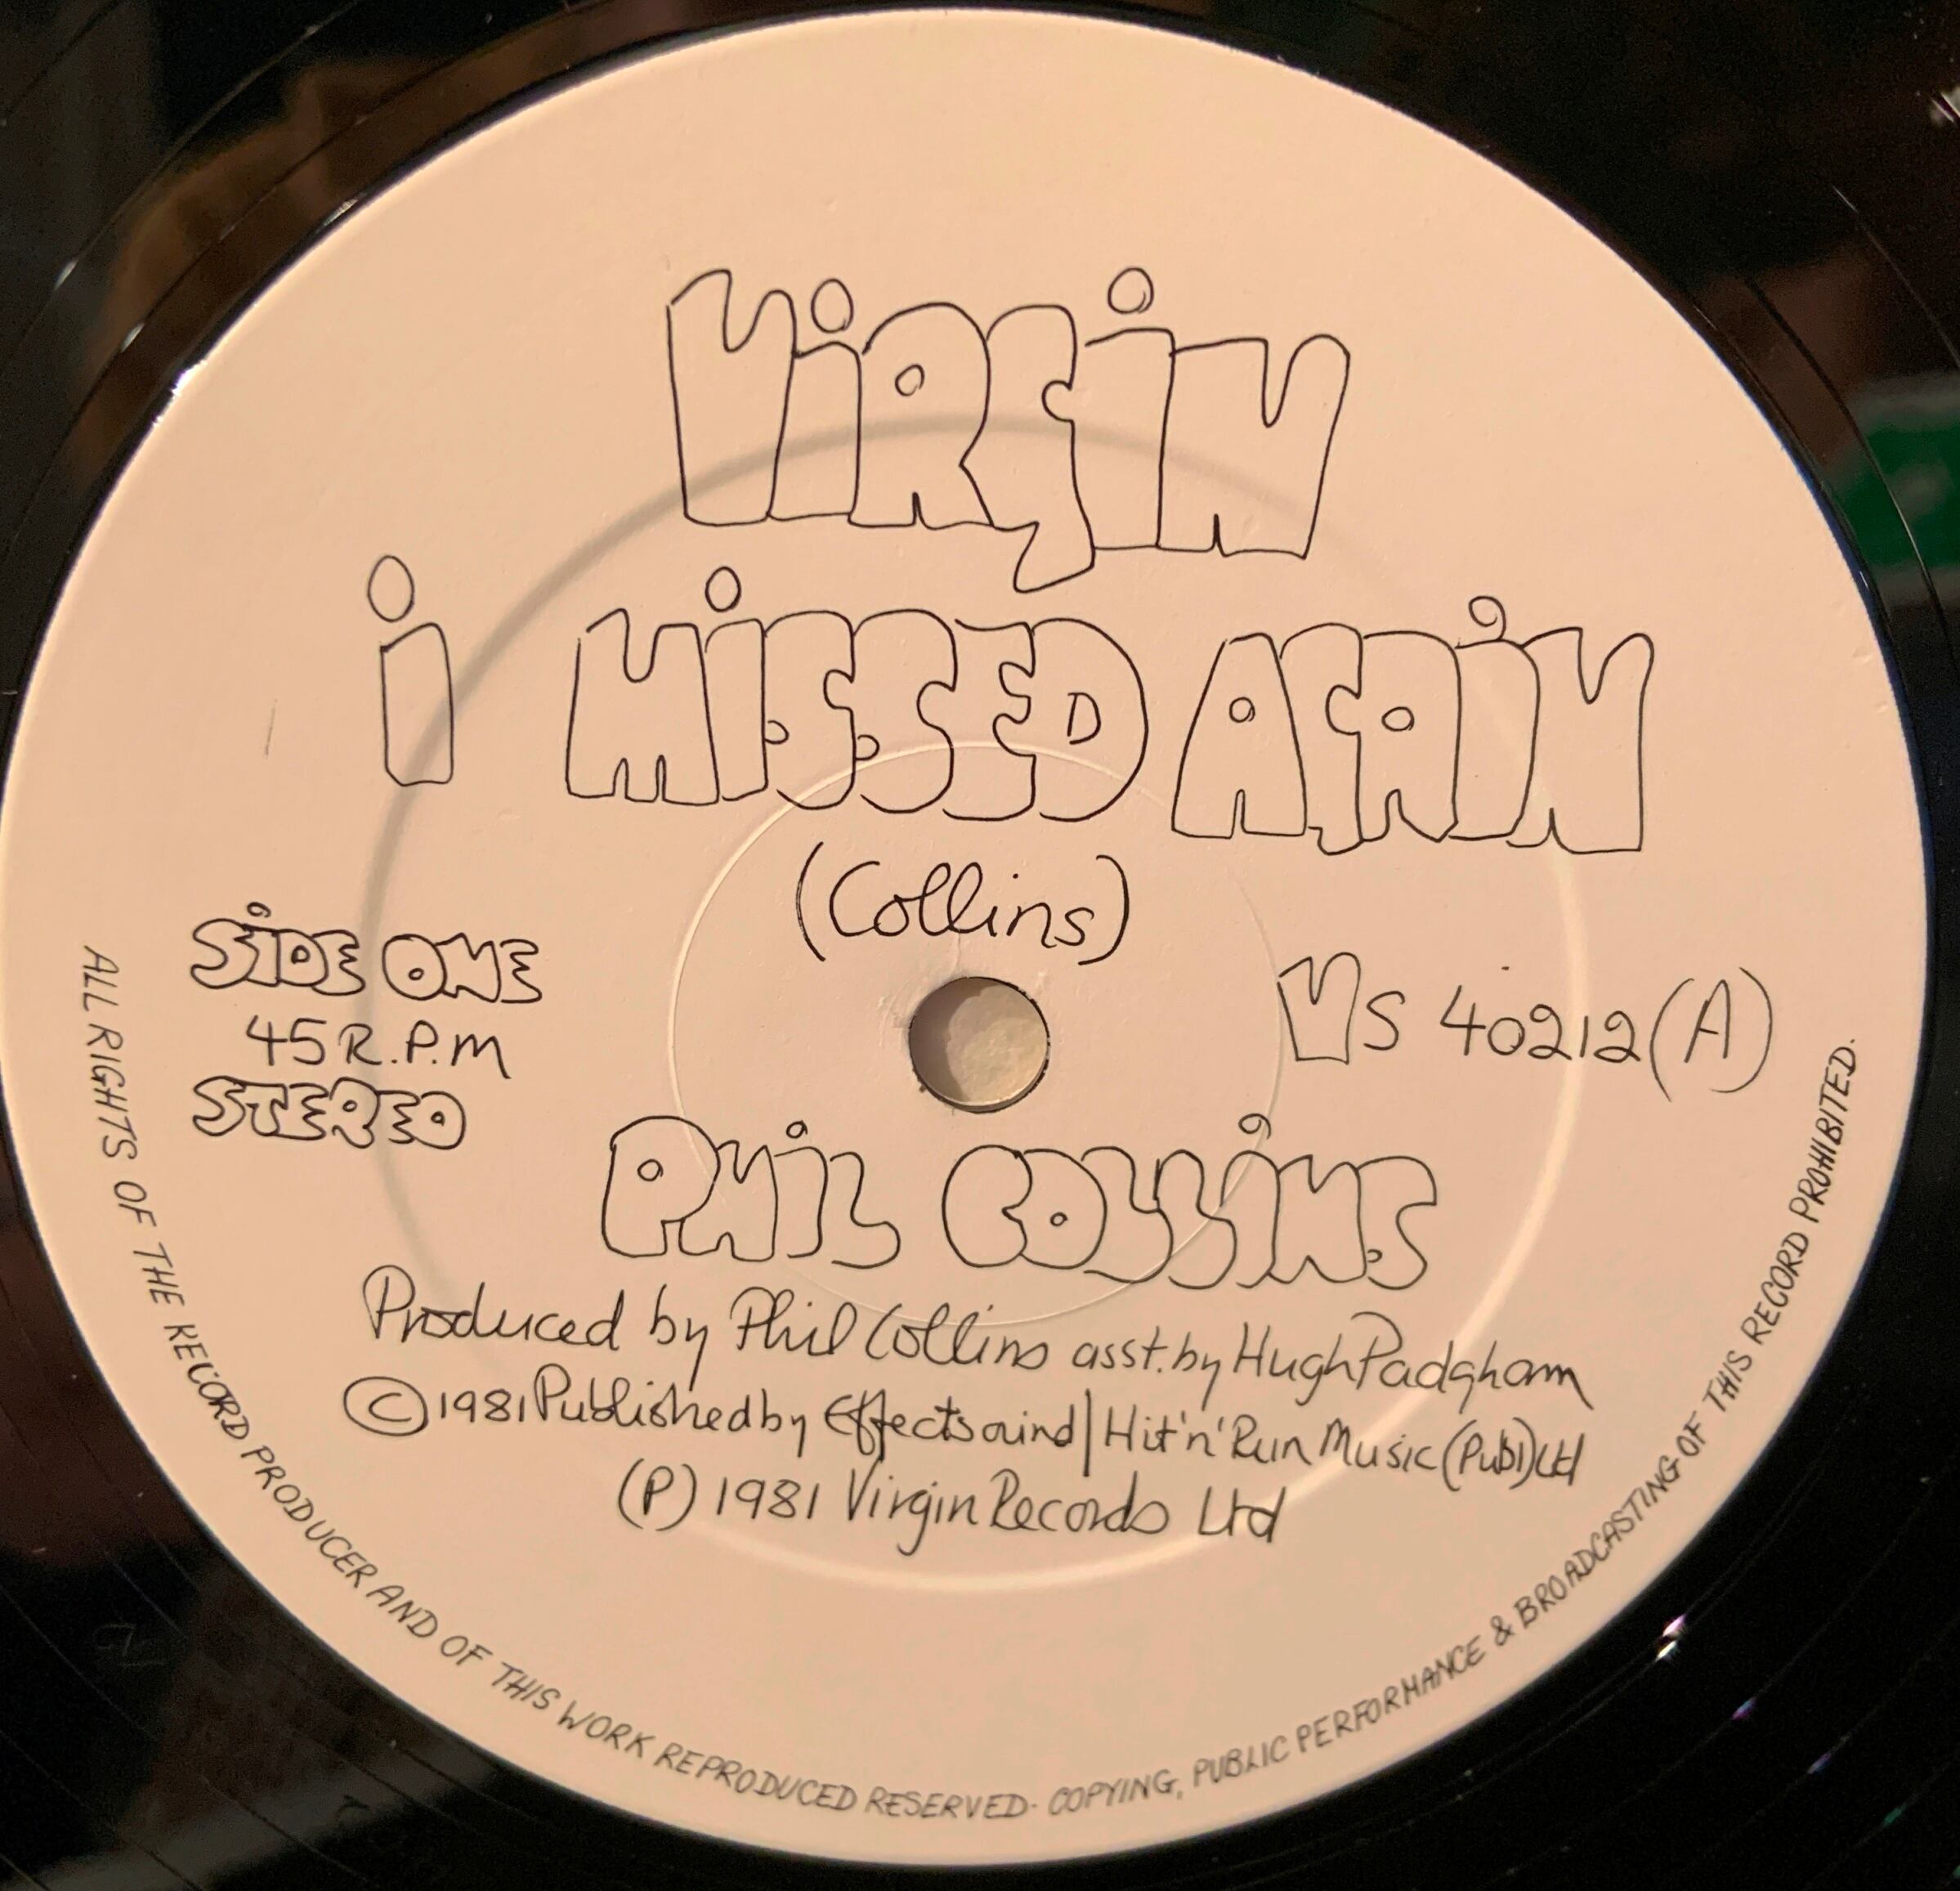 ViRGiN
i MiSSED AGAiN
(Collins)
SiDE ONE
45 R.P.M
STEREO
VS 40212(A)
PHiL COLLiNS
Produced by Phil Collins asst. by Hugh Padgham
© 1981 Published by Effectsound | Hit 'n' Run Music (Publ) Ltd
(P) 1981 Virgin Records Ltd
ALL RIGHTS OF THE RECORD PRODUCER AND OF THIS WORK REPRODUCED RESERVED · COPYING, PUBLIC PERFORMANCE & BROADCASTING OF THIS RECORD PROHIBITED.